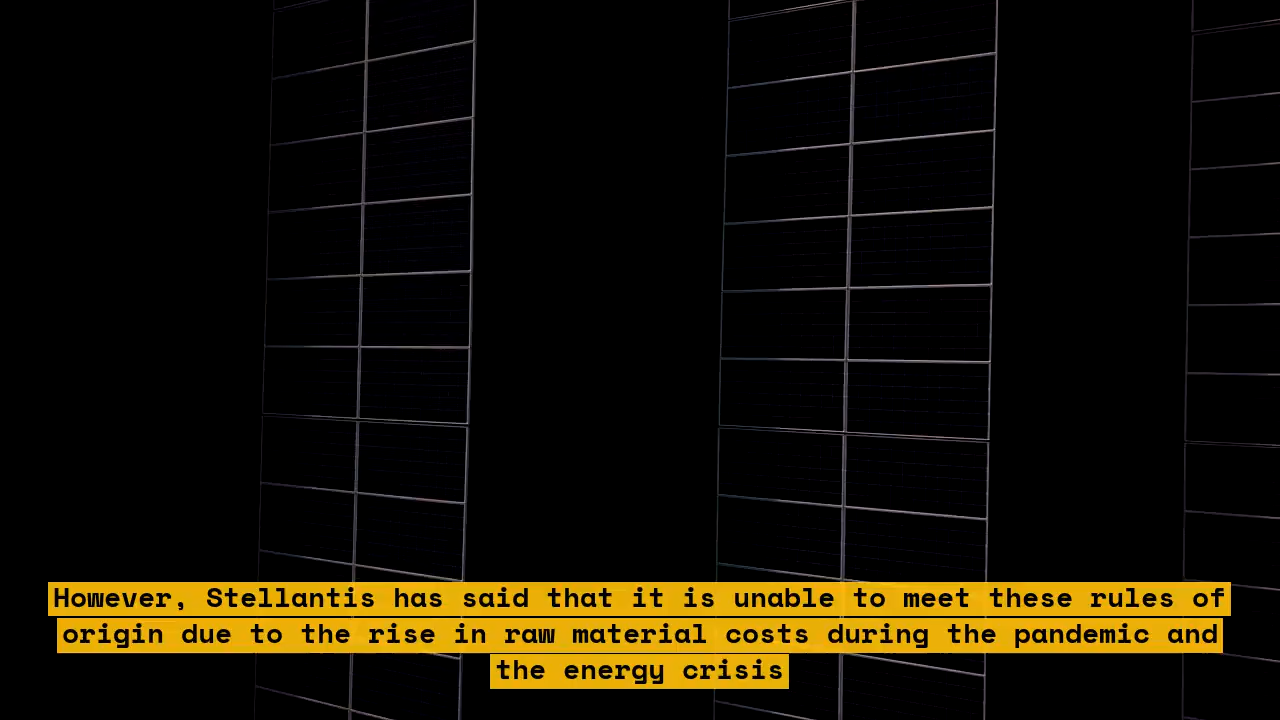 However, Stellantis has said that it is unable to meet these rules of
origin due to the rise in raw material costs during the pandemic and
the energy crisis